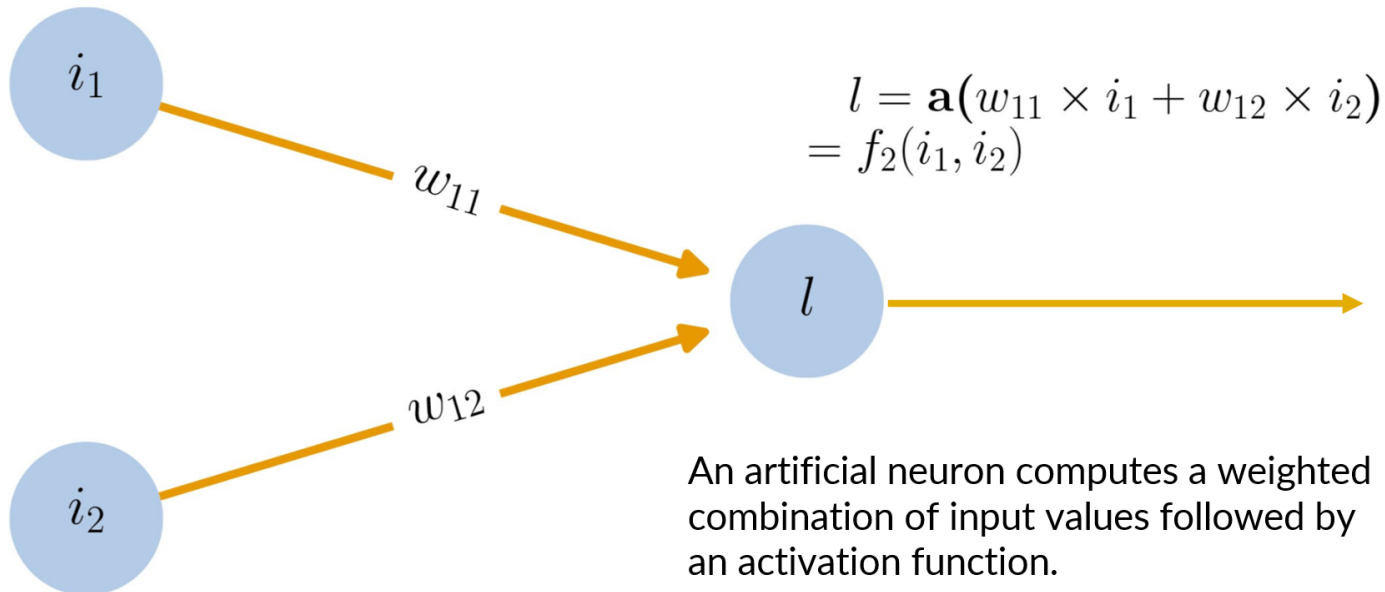 i₁
l = a(w₁₁ × i₁ + w₁₂ × i₂)
= f₂(i₁, i₂)
w₁₁
l
w₁₂
i₂
An artificial neuron computes a weighted
combination of input values followed by
an activation function.